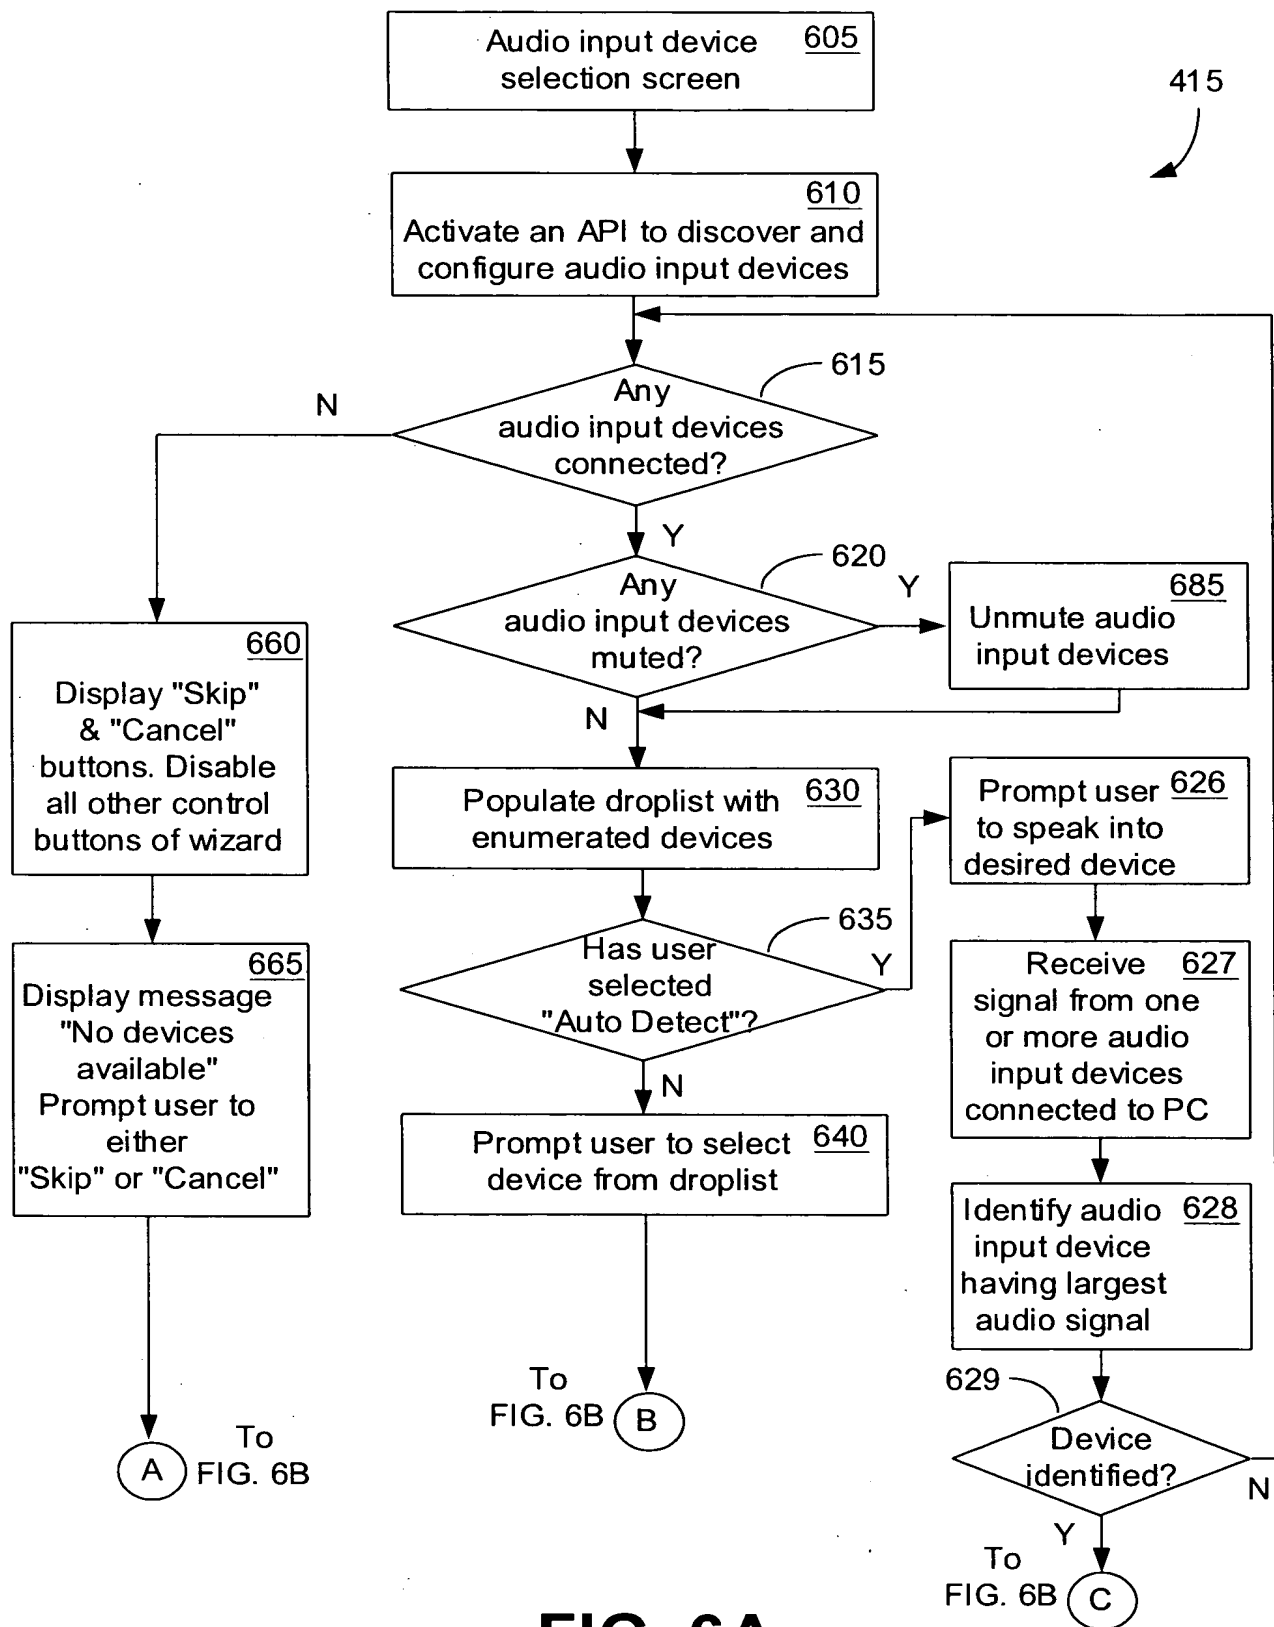 Audio input device 605
selection screen
415
610
Activate an API to discover and
configure audio input devices
615
Any
audio input devices
connected?
N
Y
620
Any
audio input devices
muted?
Y
N
685
Unmute audio
input devices
660
Display "Skip"
& "Cancel"
buttons. Disable
all other control
buttons of wizard
Populate droplist with 630
enumerated devices
Prompt user 626
to speak into
desired device
635
Has user
selected
"Auto Detect"?
Y
N
665
Display message
"No devices
available"
Prompt user to
either
"Skip" or "Cancel"
Receive 627
signal from one
or more audio
input devices
connected to PC
Prompt user to select 640
device from droplist
Identify audio 628
input device
having largest
audio signal
629
Device
identified?
N
Y
To
FIG. 6B
A
To
FIG. 6B
B
To
FIG. 6B
C
FIG. 6A